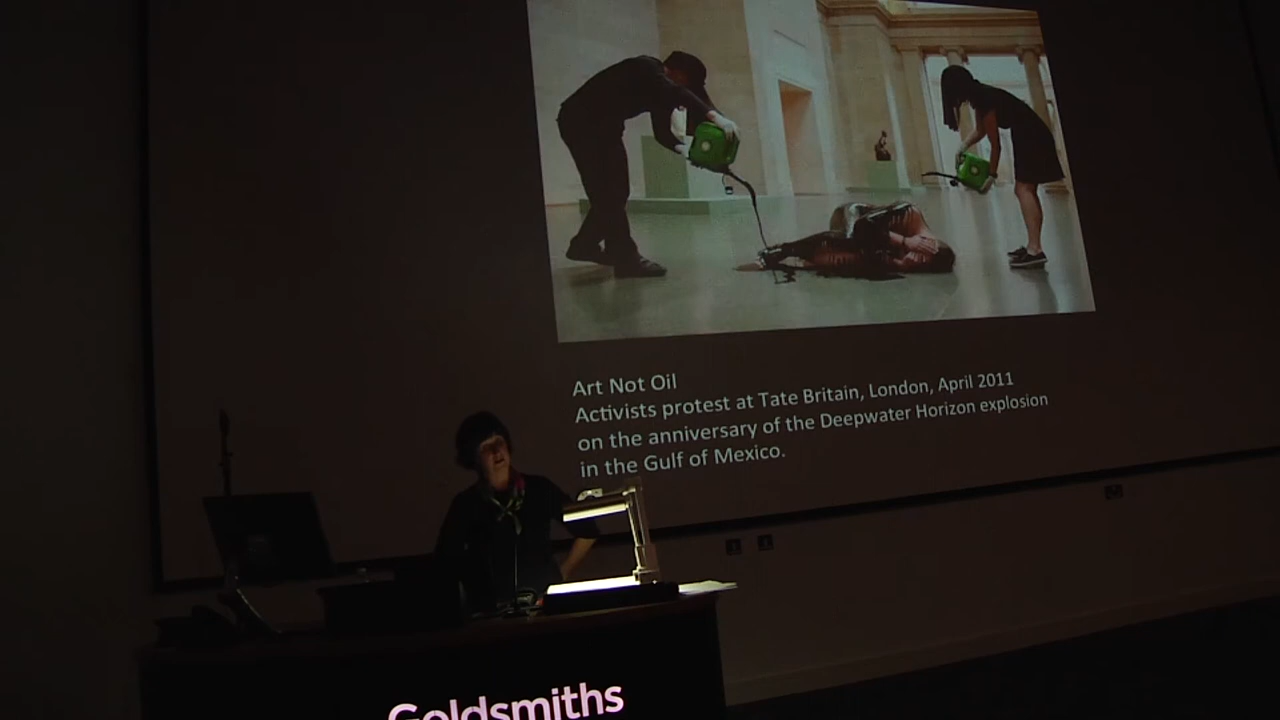 Art Not Oil
Activists protest at Tate Britain, London, April 2011
on the anniversary of the Deepwater Horizon explosion
in the Gulf of Mexico.
Goldsmiths